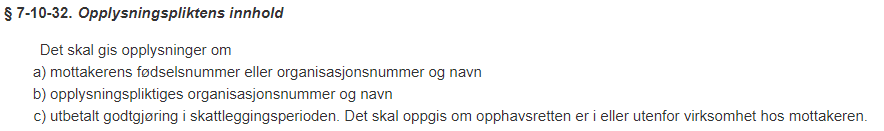 § 7-10-32. Opplysningspliktens innhold
Det skal gis opplysninger om
a) mottakerens fødselsnummer eller organisasjonsnummer og navn
b) opplysningspliktiges organisasjonsnummer og navn
c) utbetalt godtgjøring i skattleggingsperioden. Det skal oppgis om opphavsretten er i eller utenfor virksomhet hos mottakeren.